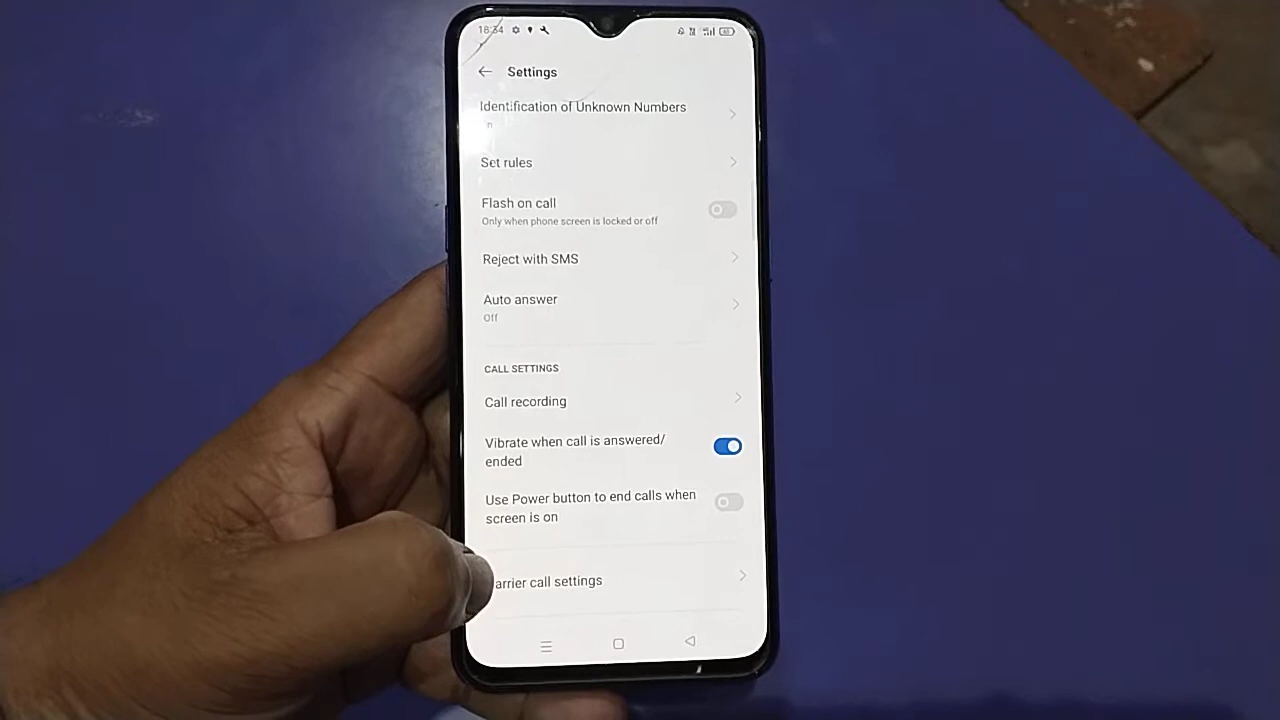 18:34
Settings
Identification of Unknown Numbers
Set rules
Flash on call
Only when phone screen is locked or off
Reject with SMS
Auto answer
Off
CALL SETTINGS
Call recording
Vibrate when call is answered/
ended
Use Power button to end calls when
screen is on
arrier call settings